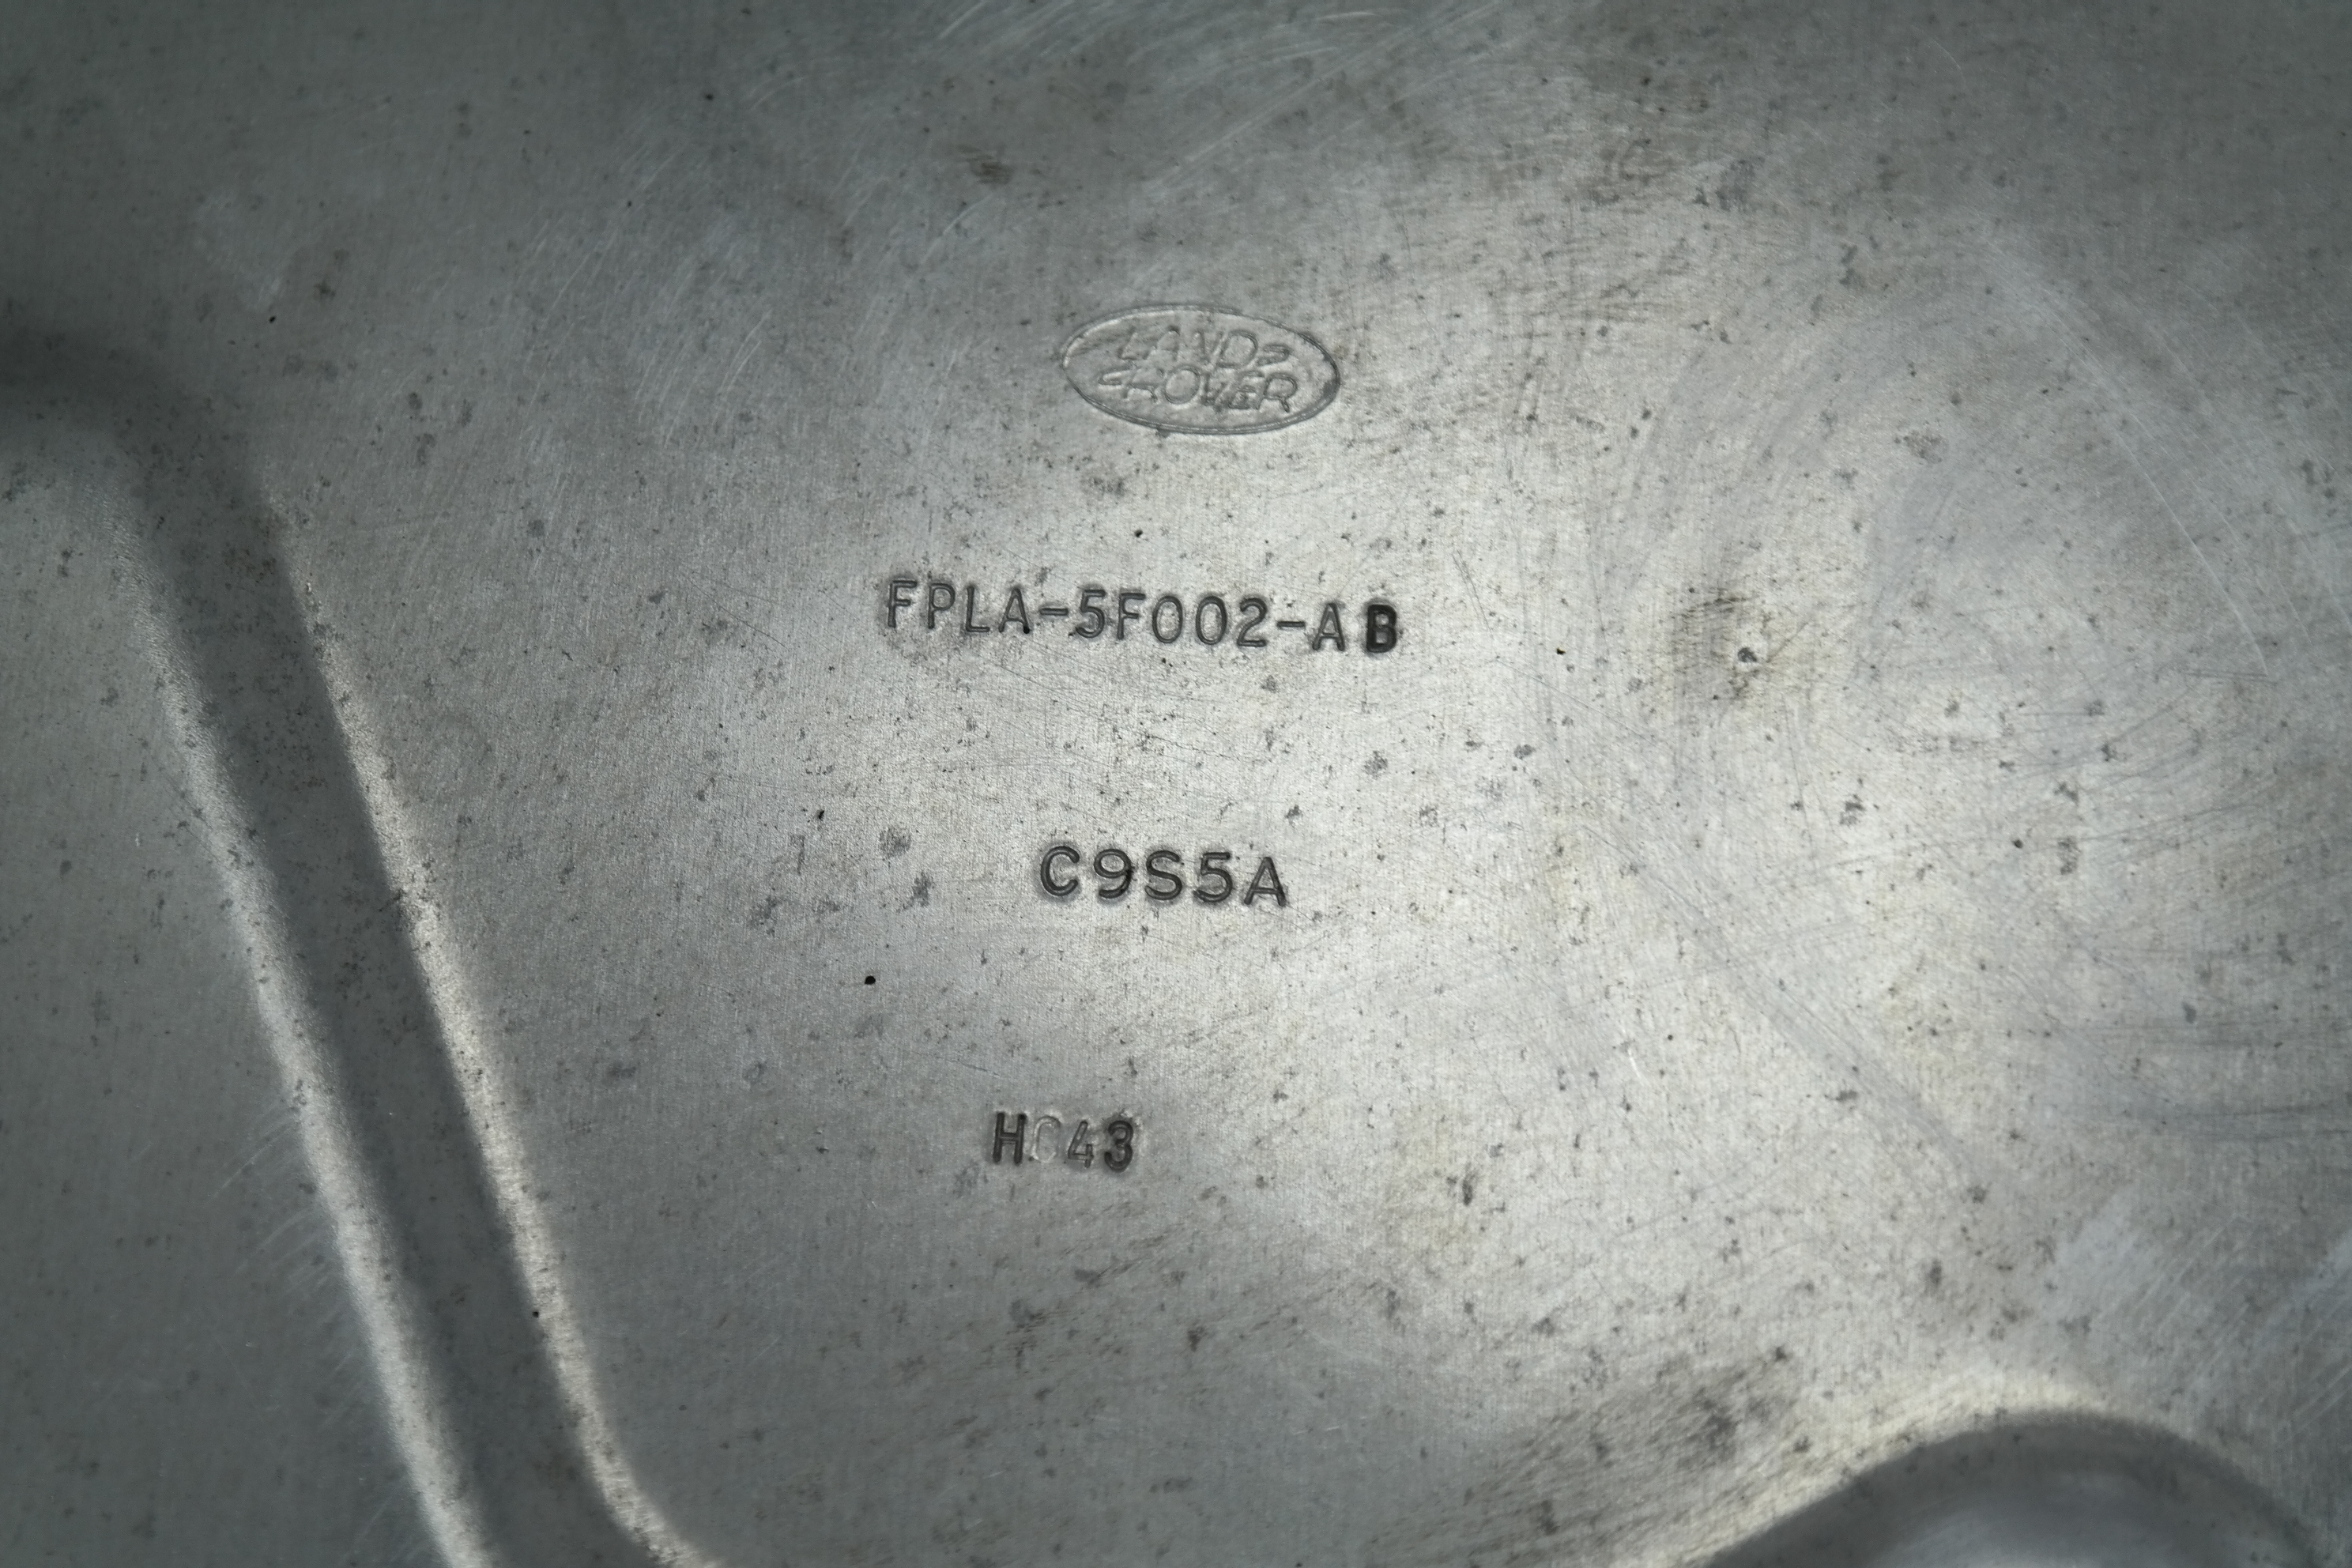 LAND
ROVER
FPLA-5F002-AB
C9S5A